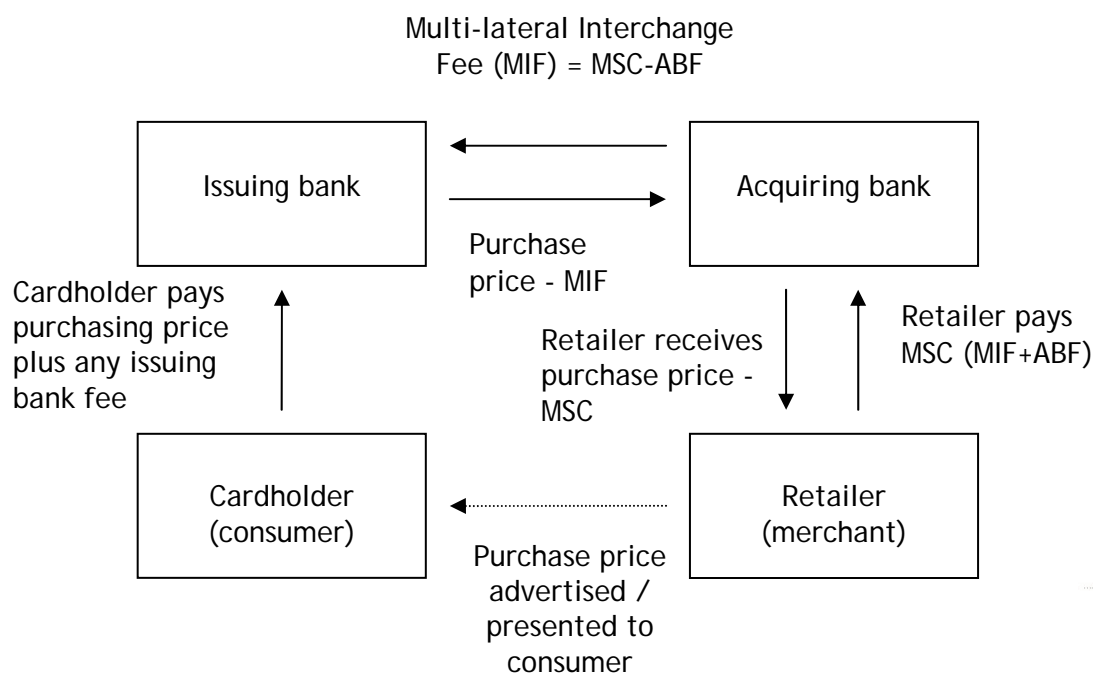 Multi-lateral Interchange
Fee (MIF) = MSC-ABF
Issuing bank
Acquiring bank
Purchase
price - MIF
Cardholder pays
purchasing price
plus any issuing
bank fee
Retailer receives
purchase price -
MSC
Retailer pays
MSC (MIF+ABF)
Cardholder
(consumer)
Retailer
(merchant)
Purchase price
advertised /
presented to
consumer